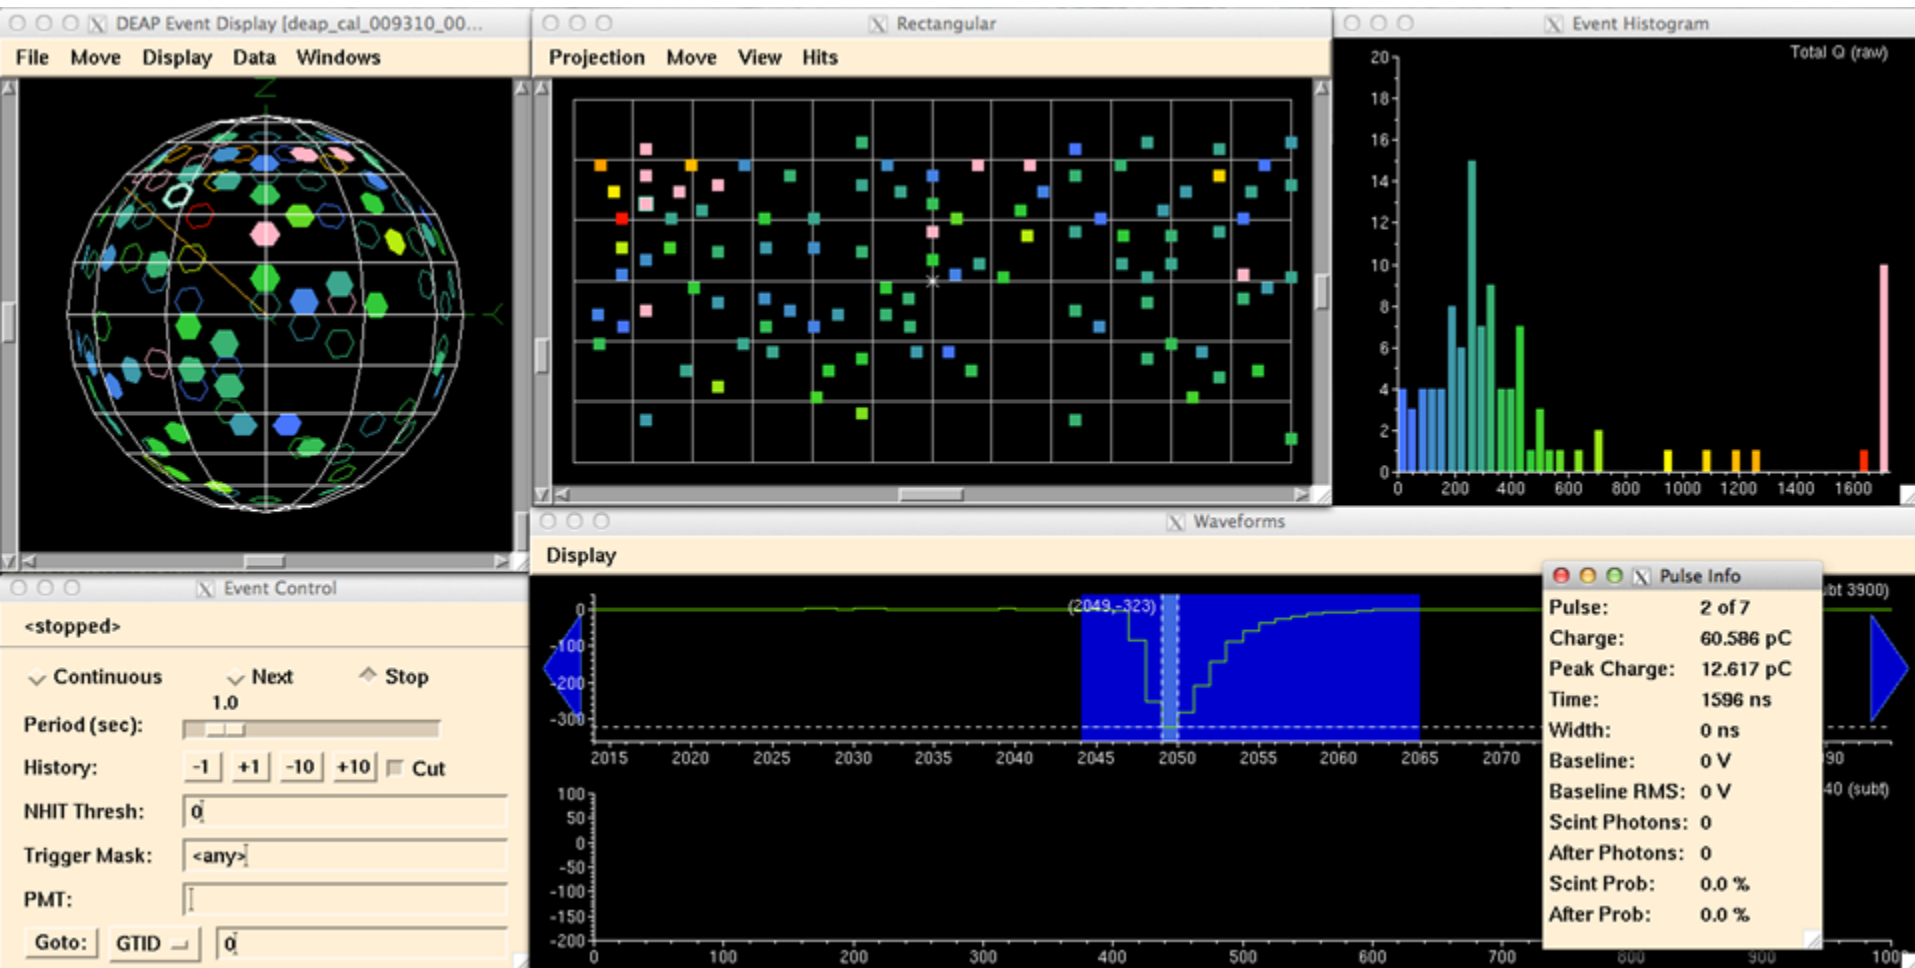 DEAP Event Display [deap_cal_009310_00...
File Move Display Data Windows
N
Y
Rectangular
Projection Move View Hits
Event Histogram
Total Q (raw)
20
18
16
14
12
10
8
6
4
2
0
0 200 400 600 800 1000 1200 1400 1600
Event Control
<stopped>
Continuous Next Stop
1.0
Period (sec):
History: -1 +1 -10 +10 Cut
NHIT Thresh: 0
Trigger Mask: <any>
PMT:
Goto: GTID 0
Waveforms
Display
(2049,-323)
0
-100
-200
-300
2015 2020 2025 2030 2035 2040 2045 2050 2055 2060 2065 2070
90
ubt 3900)
40 (subt)
100
50
0
-50
-100
-150
-200
0 100 200 300 400 500 600 700 800 900 100
Pulse Info
Pulse: 2 of 7
Charge: 60.586 pC
Peak Charge: 12.617 pC
Time: 1596 ns
Width: 0 ns
Baseline: 0 V
Baseline RMS: 0 V
Scint Photons: 0
After Photons: 0
Scint Prob: 0.0 %
After Prob: 0.0 %